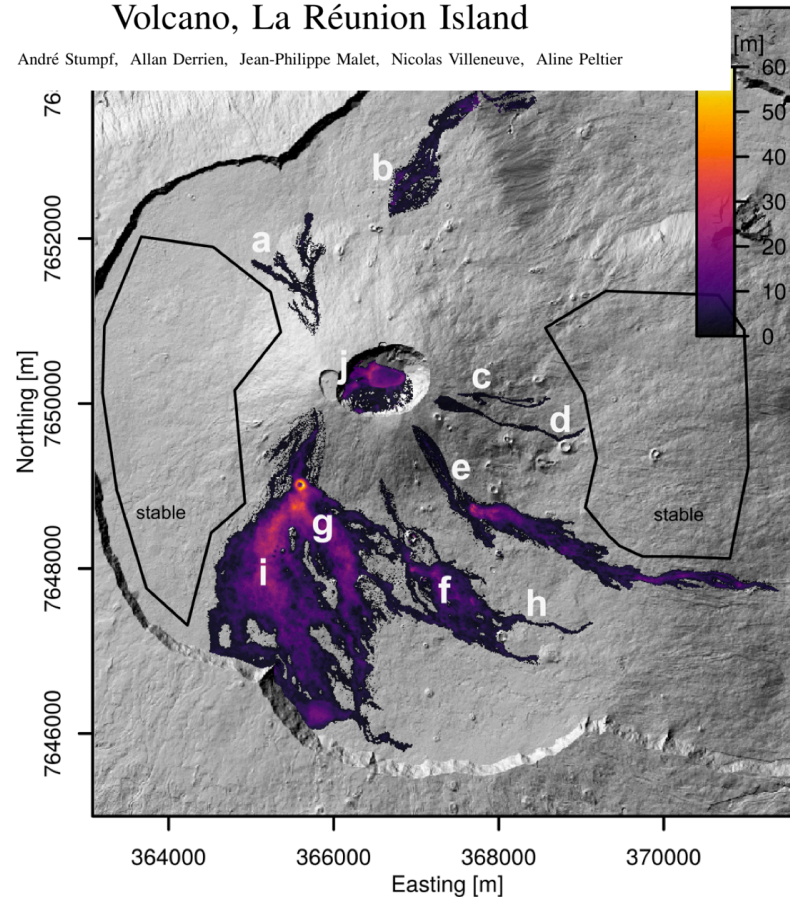 Volcano, La Réunion Island
André Stumpf, Allan Derrien, Jean-Philippe Malet, Nicolas Villeneuve, Aline Peltier
[m]
60
50
40
30
20
10
0
76
7652000
7650000
7648000
7646000
Northing [m]
a
b
c
d
e
f
g
h
i
j
stable
stable
364000
366000
368000
370000
Easting [m]